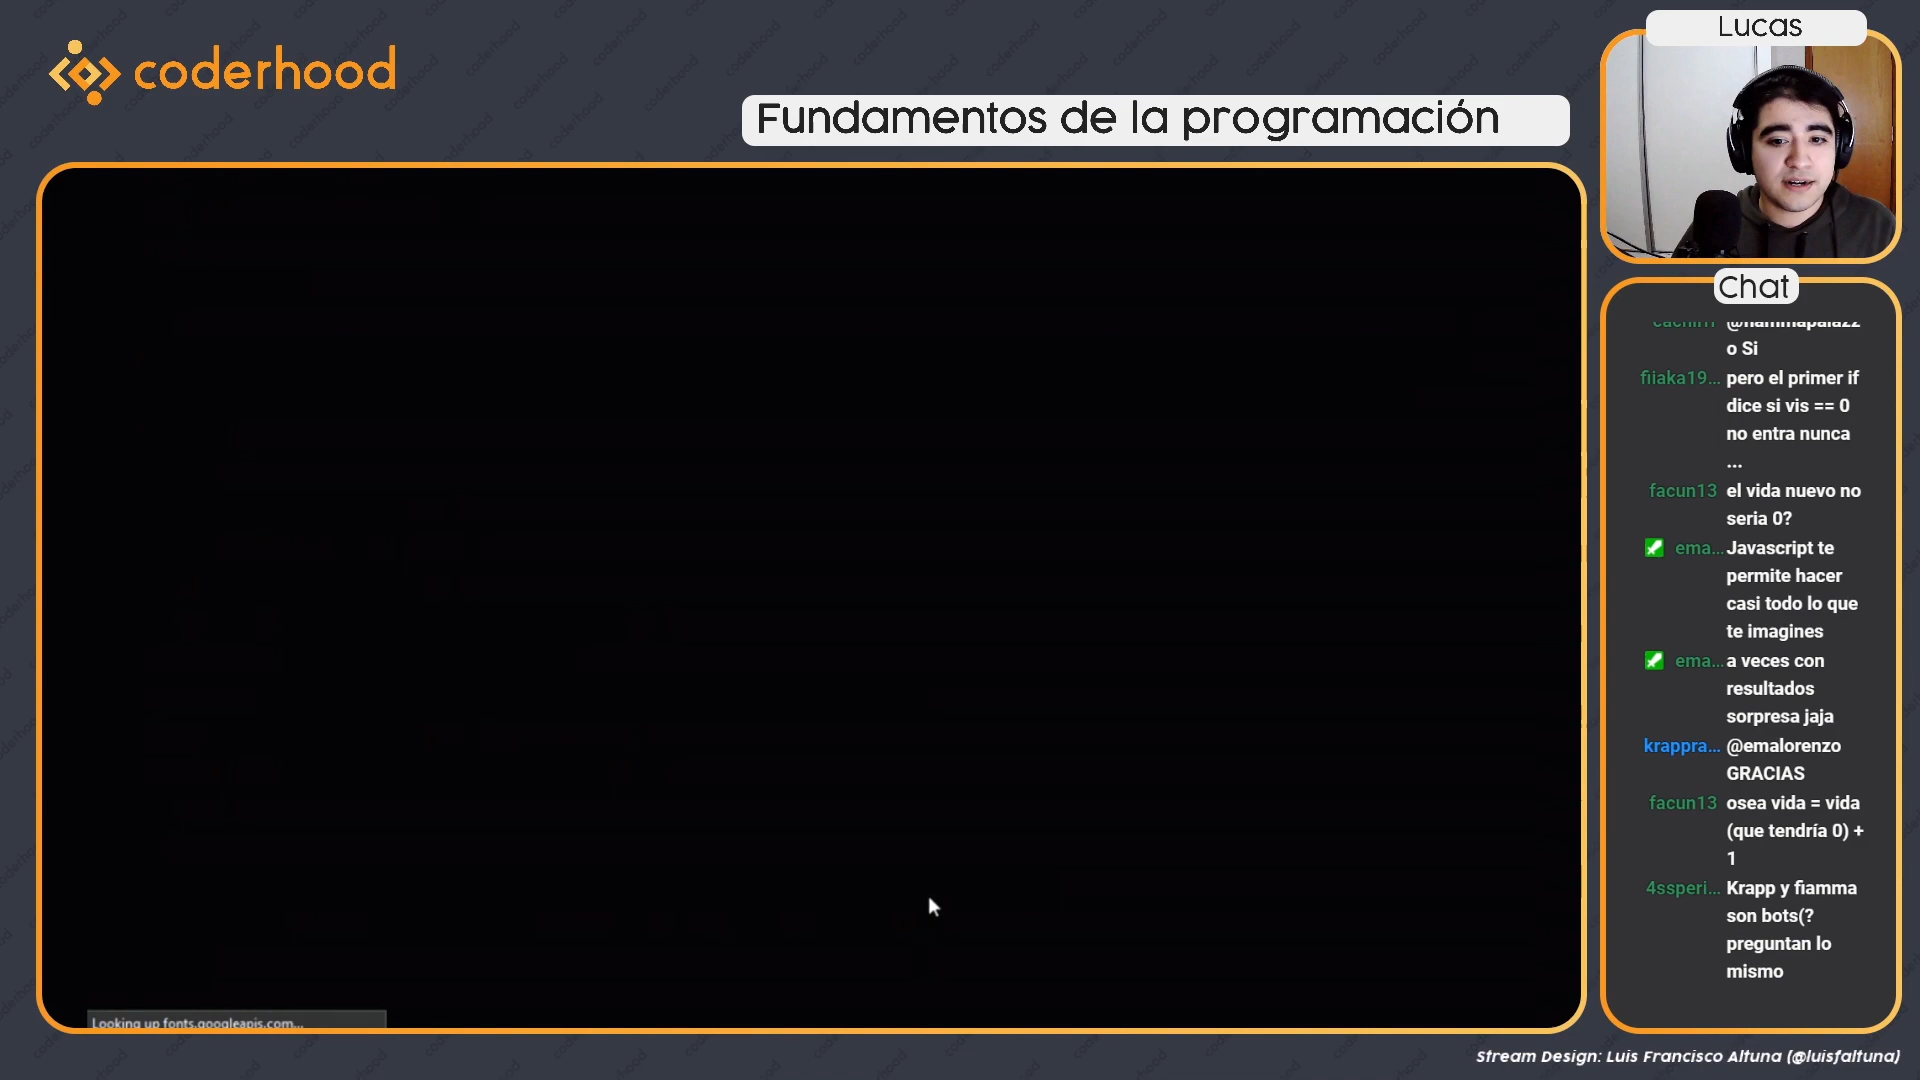 coderhood
Fundamentos de la programación
Lucas
Chat
o Si
fiiaka19... pero el primer if
dice si vis == 0
no entra nunca
...
facun13 el vida nuevo no
seria 0?
ema... Javascript te
permite hacer
casi todo lo que
te imagines
ema... a veces con
resultados
sorpresa jaja
krappra... @emalorenzo
GRACIAS
facun13 osea vida = vida
(que tendría 0) +
1
4ssperi... Krapp y fiamma
son bots(?
preguntan lo
mismo
Looking up fonts.googleapis.com...
Stream Design: Luis Francisco Altuna (@luisfaltuna)